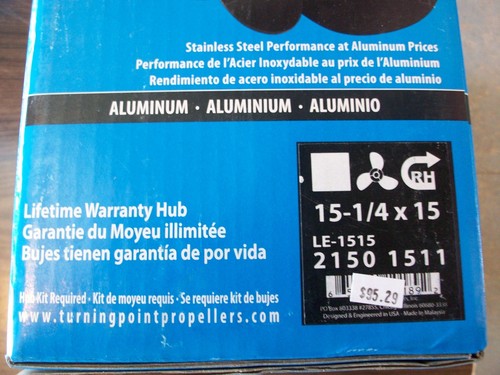 Stainless Steel Performance at Aluminum Prices
Performance de l'Acier Inoxydable au prix de l'Aluminium
Rendimiento de acero inoxidable al precio de aluminio
ALUMINUM · ALUMINIUM · ALUMINIO
RH
15-1/4 x 15
LE-1515
2150 1511
Lifetime Warranty Hub
Garantie du Moyeu illimitée
Bujes tienen garantía de por vida
$95.29
Hub Kit Required · Kit de moyeu requis · Se requiere kit de bujes
www.turningpointpropellers.com
Designed & Engineered in USA - Made in Malaysia